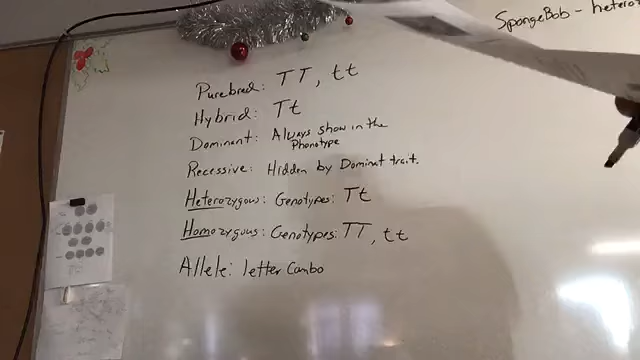 SpongeBob - hetero
Purebred: TT, tt
Hybrid: Tt
Dominant: Always show in the
Phenotype
Recessive: Hidden by Dominat trait.
Heterozygous: Genotypes: Tt
Homozygous: Genotypes: TT, tt
Allele: letter Combo